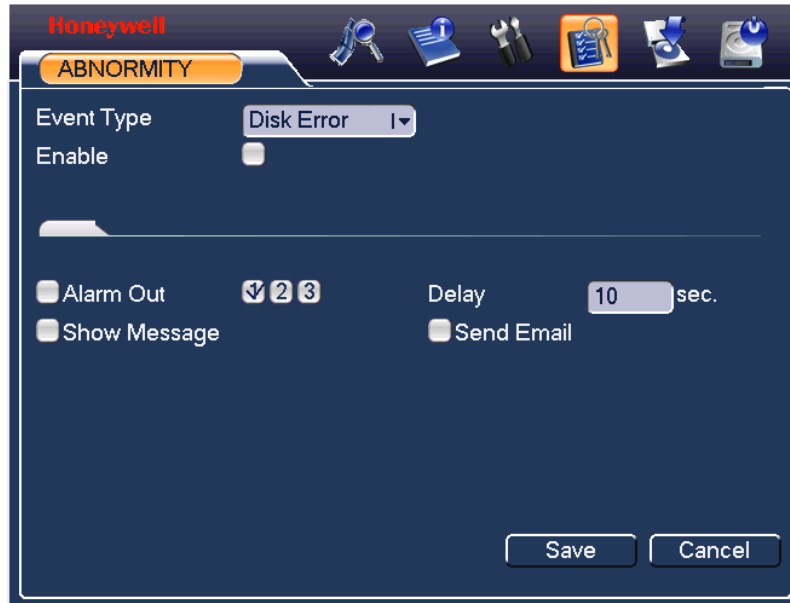 Honeywell
ABNORMITY
Event Type Disk Error
Enable
Alarm Out 1 2 3 Delay 10 sec.
Show Message Send Email
Save Cancel